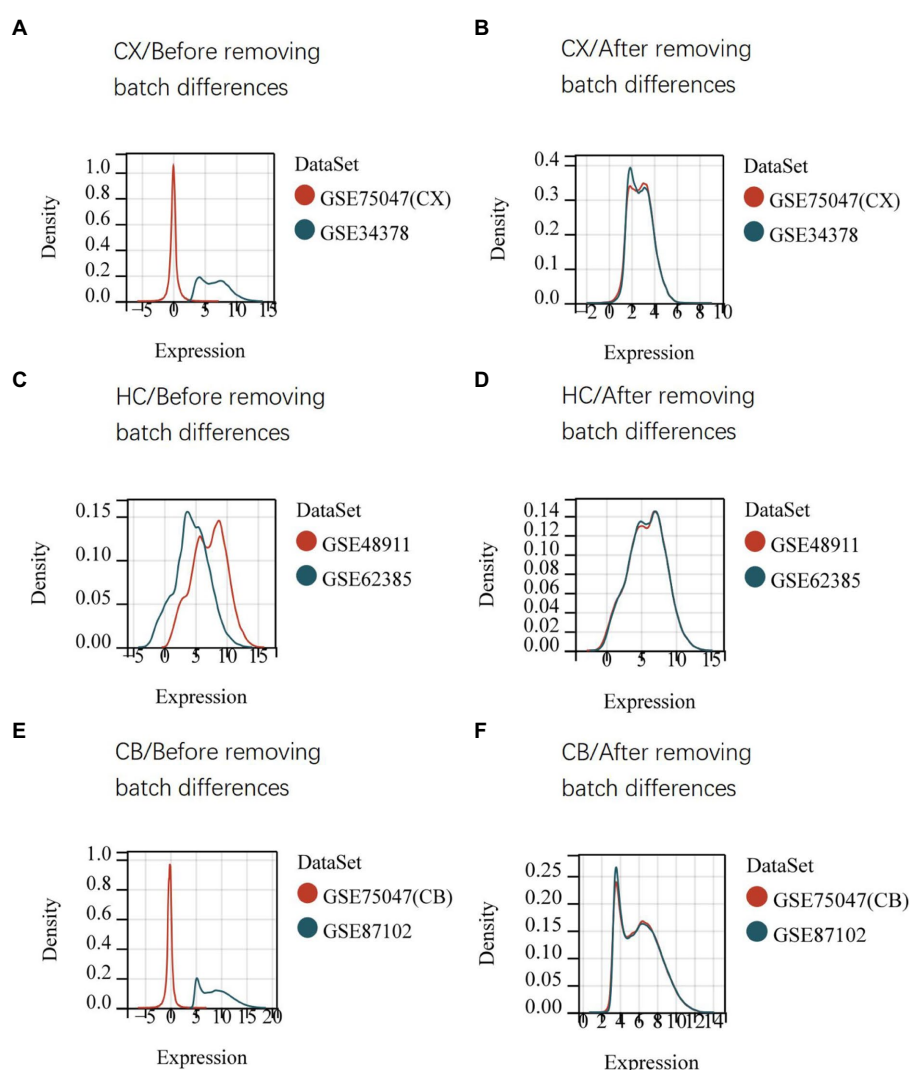 A
CX/Before removing
batch differences
1.0
0.8
0.6
0.4
0.2
0.0
Density
−5 0 5 10 15
Expression
DataSet
GSE75047(CX)
GSE34378
B
CX/After removing
batch differences
0.4
0.3
0.2
0.1
0.0
Density
−2 0 2 4 6 8 10
Expression
DataSet
GSE75047(CX)
GSE34378
C
HC/Before removing
batch differences
0.15
0.10
0.05
0.00
Density
−5 0 5 10 15
Expression
DataSet
GSE48911
GSE62385
D
HC/After removing
batch differences
0.14
0.12
0.10
0.08
0.06
0.04
0.02
0.00
Density
0 5 10 15
Expression
DataSet
GSE48911
GSE62385
E
CB/Before removing
batch differences
1.0
0.8
0.6
0.4
0.2
0.0
Density
−5 0 5 10 15 20
Expression
DataSet
GSE75047(CB)
GSE87102
F
CB/After removing
batch differences
0.25
0.20
0.15
0.10
0.05
0.00
Density
0 2 4 6 8 10 12 14
Expression
DataSet
GSE75047(CB)
GSE87102